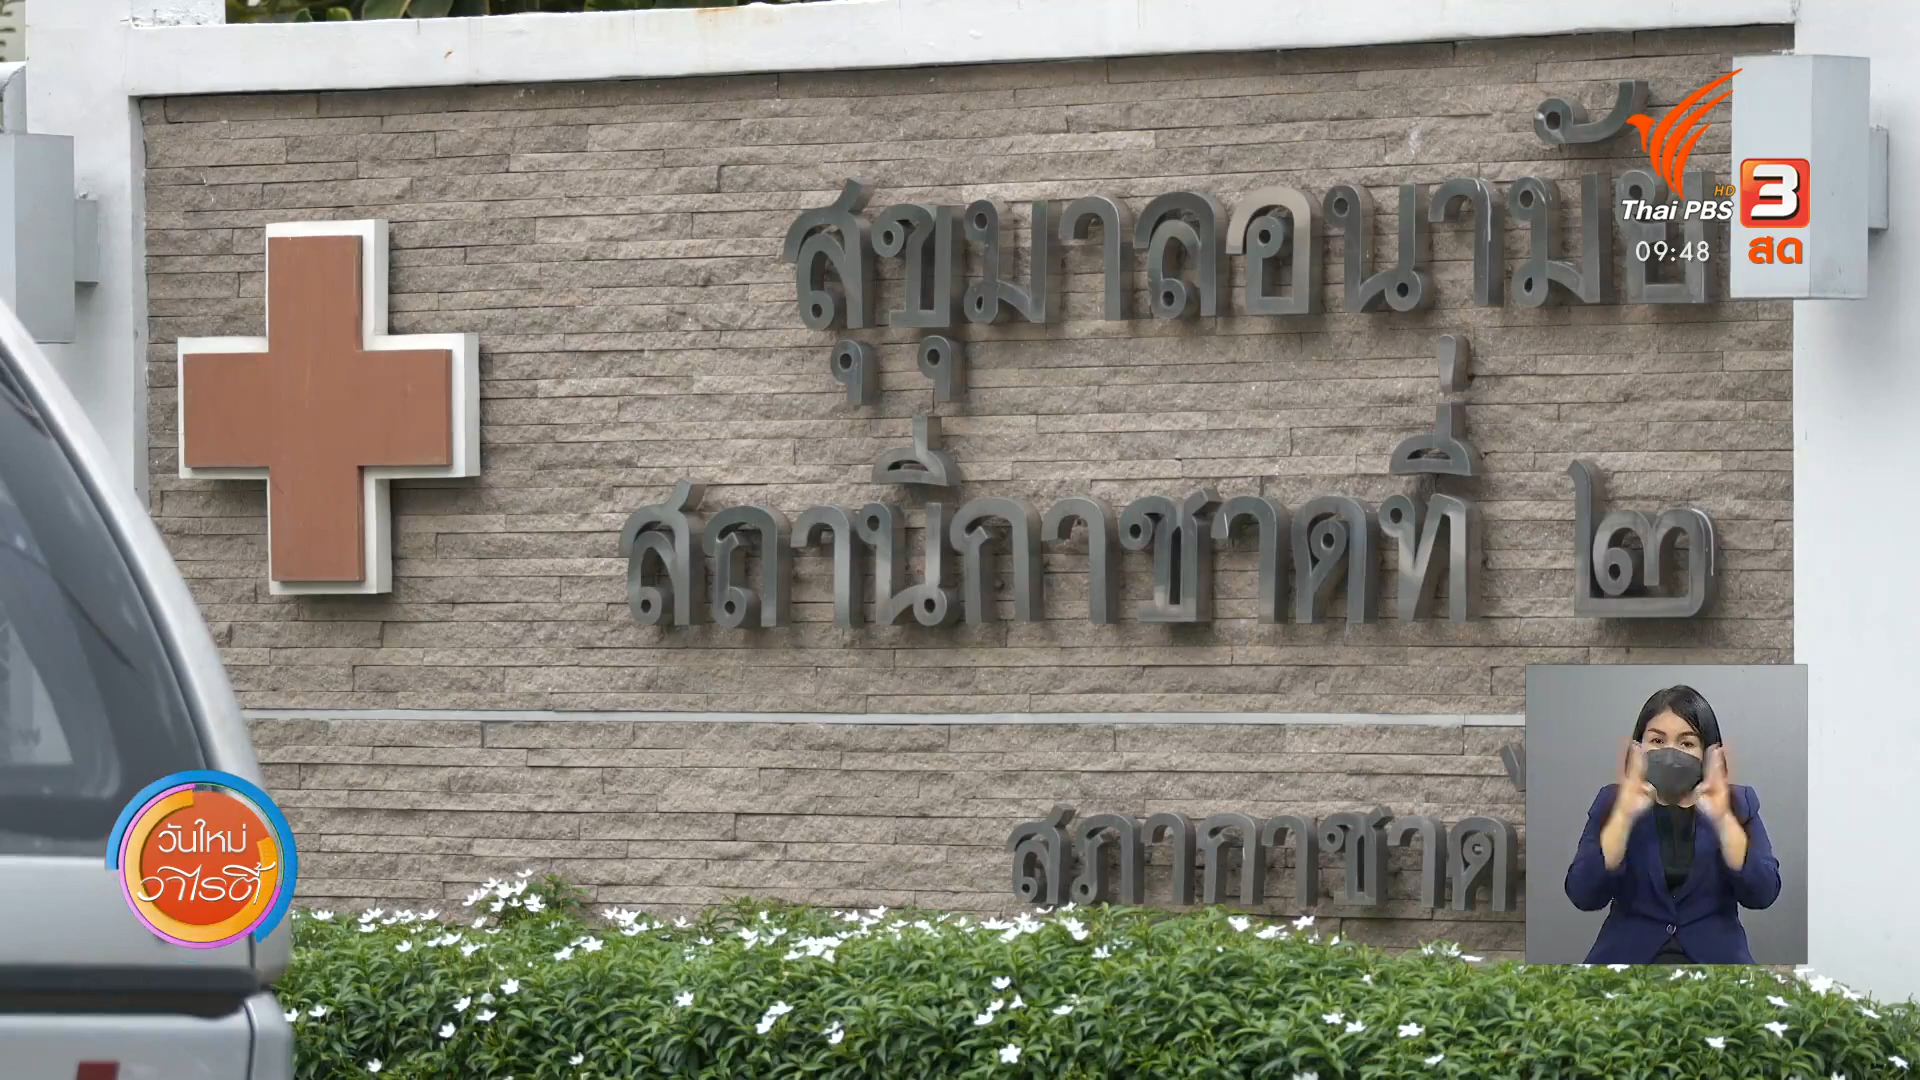 สุขุมาลอนามัย
สถานีกาชาดที่ ๒
สภากาชาด
HD
Thai PBS 3
09:48 สด
วันใหม่
วาไรตี้